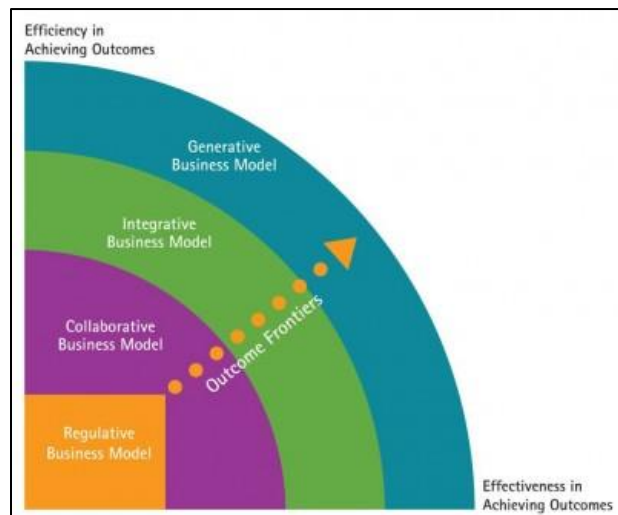 Efficiency in
Achieving Outcomes
Generative
Business Model
Integrative
Business Model
Collaborative
Business Model
Outcome Frontiers
Regulative
Business Model
Effectiveness in
Achieving Outcomes